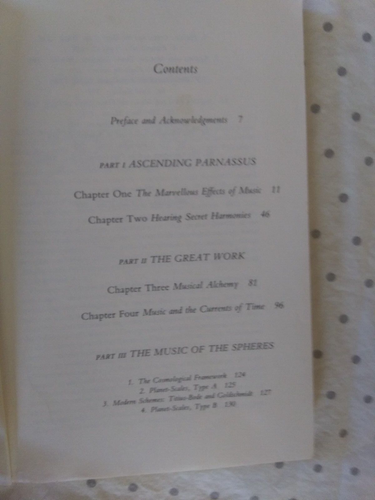 Contents
Preface and Acknowledgments 7
PART I ASCENDING PARNASSUS
Chapter One The Marvellous Effects of Music 11
Chapter Two Hearing Secret Harmonies 46
PART II THE GREAT WORK
Chapter Three Musical Alchemy 81
Chapter Four Music and the Currents of Time 96
PART III THE MUSIC OF THE SPHERES
1. The Cosmological Framework 124
2. Planet-Scales, Type A 125
3. Modern Schemes: Titius-Bode and Goldschmidt 127
4. Planet-Scales, Type B 130